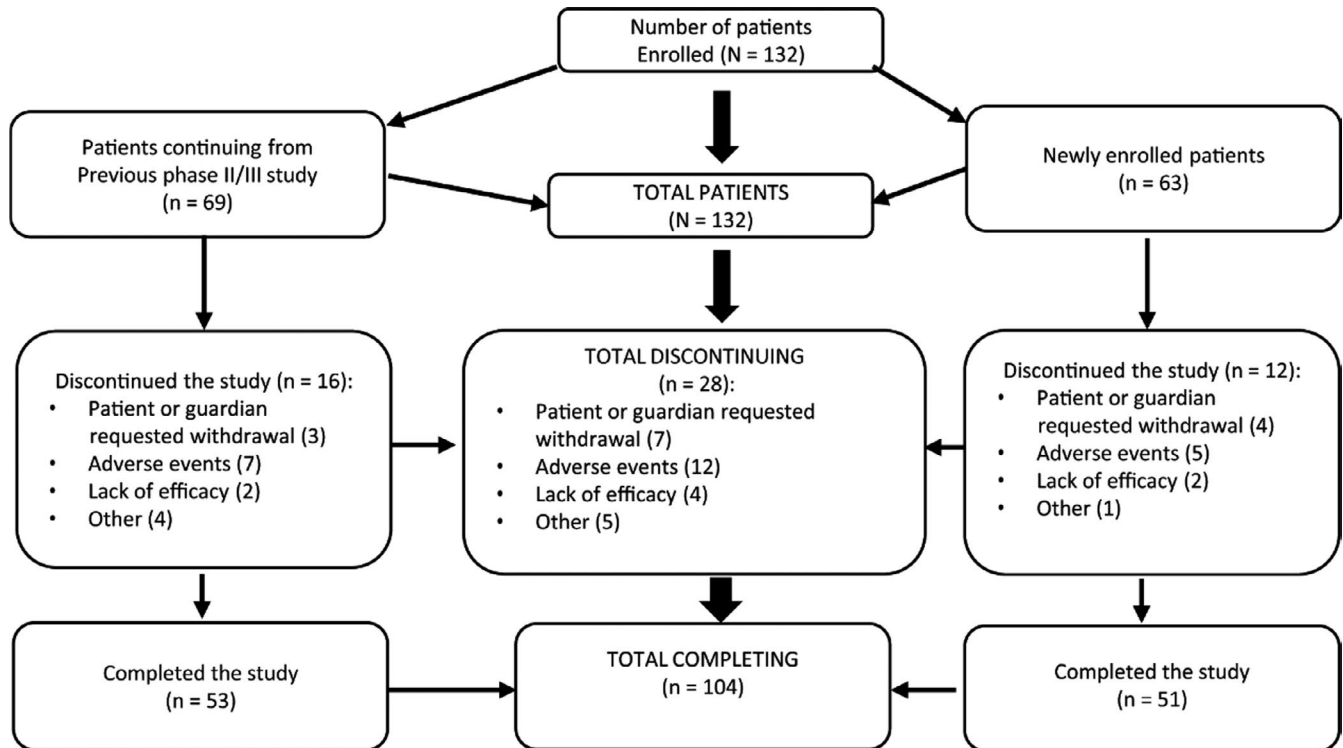 Number of patients
Enrolled (N = 132)
Patients continuing from
Previous phase II/III study
(n = 69)
TOTAL PATIENTS
(N = 132)
Newly enrolled patients
(n = 63)
Discontinued the study (n = 16):
• Patient or guardian
requested withdrawal (3)
• Adverse events (7)
• Lack of efficacy (2)
• Other (4)
TOTAL DISCONTINUING
(n = 28):
• Patient or guardian requested
withdrawal (7)
• Adverse events (12)
• Lack of efficacy (4)
• Other (5)
Discontinued the study (n = 12):
• Patient or guardian
requested withdrawal (4)
• Adverse events (5)
• Lack of efficacy (2)
• Other (1)
Completed the study
(n = 53)
TOTAL COMPLETING
(n = 104)
Completed the study
(n = 51)